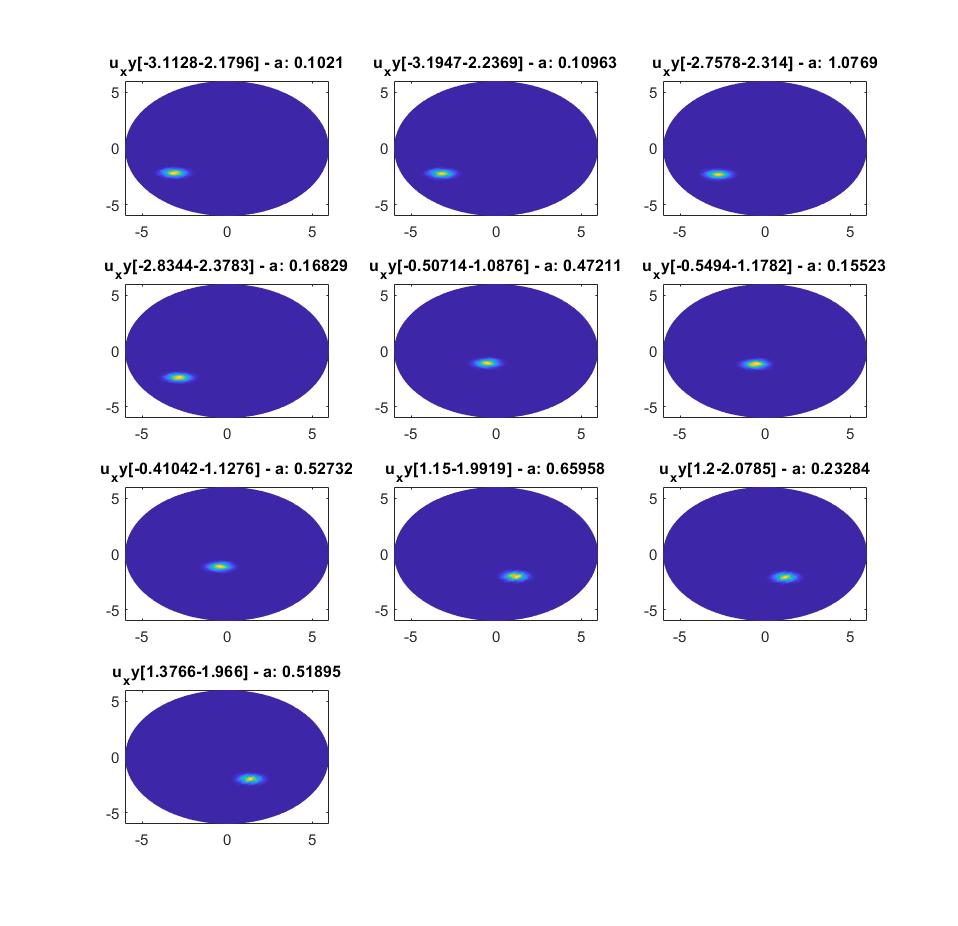 u_xy[-3.1128-2.1796] - a: 0.1021
u_xy[-3.1947-2.2369] - a: 0.10963
u_xy[-2.7578-2.314] - a: 1.0769
5
0
-5
-5 0 5
5
0
-5
-5 0 5
5
0
-5
-5 0 5
u_xy[-2.8344-2.3783] - a: 0.16829
u_xy[-0.50714-1.0876] - a: 0.47211
u_xy[-0.5494-1.1782] - a: 0.15523
5
0
-5
-5 0 5
5
0
-5
-5 0 5
5
0
-5
-5 0 5
u_xy[-0.41042-1.1276] - a: 0.52732
u_xy[1.15-1.9919] - a: 0.65958
u_xy[1.2-2.0785] - a: 0.23284
5
0
-5
-5 0 5
5
0
-5
-5 0 5
5
0
-5
-5 0 5
u_xy[1.3766-1.966] - a: 0.51895
5
0
-5
-5 0 5